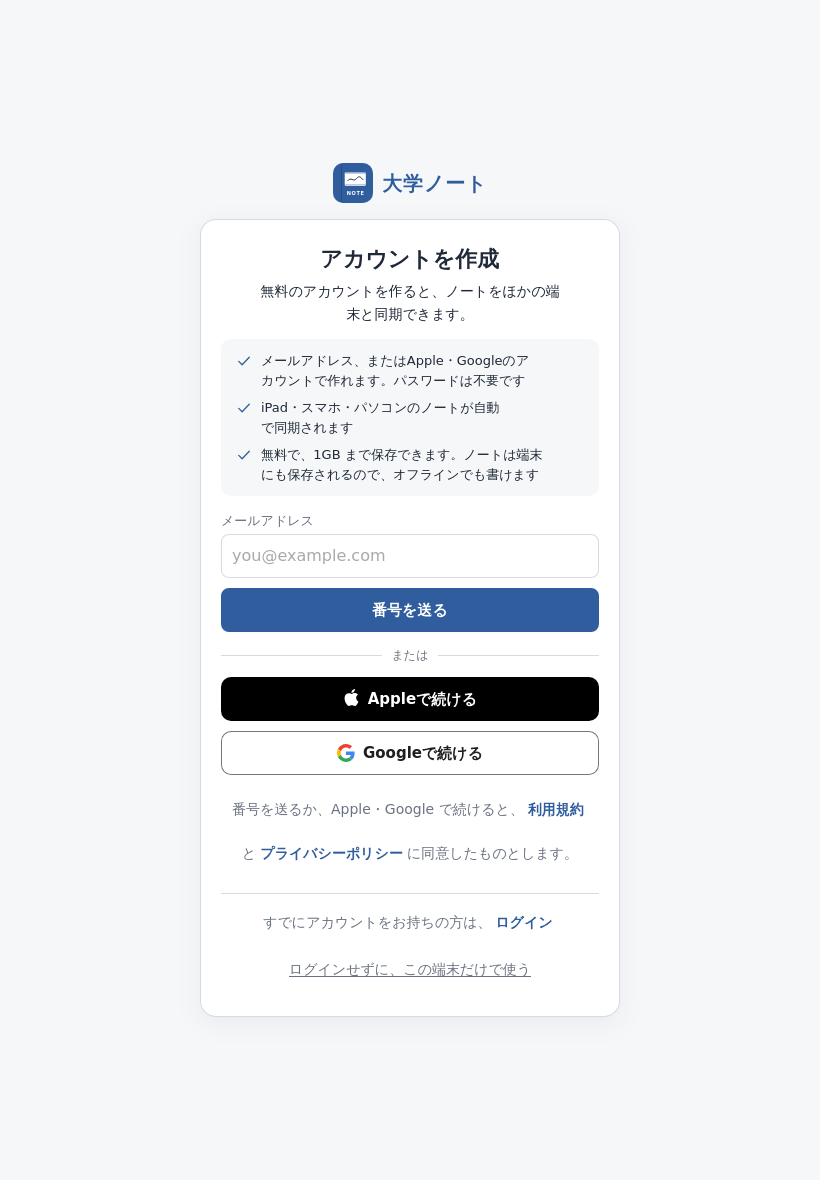 NOTE
大学ノート
アカウントを作成
無料のアカウントを作ると、ノートをほかの端
末と同期できます。
メールアドレス、またはApple・Googleのア
カウントで作れます。パスワードは不要です
iPad・スマホ・パソコンのノートが自動
で同期されます
無料で、1GB まで保存できます。ノートは端末
にも保存されるので、オフラインでも書けます
メールアドレス
you@example.com
番号を送る
または
Appleで続ける
Googleで続ける
番号を送るか、Apple・Google で続けると、 利用規約
と プライバシーポリシー に同意したものとします。
すでにアカウントをお持ちの方は、 ログイン
ログインせずに、この端末だけで使う